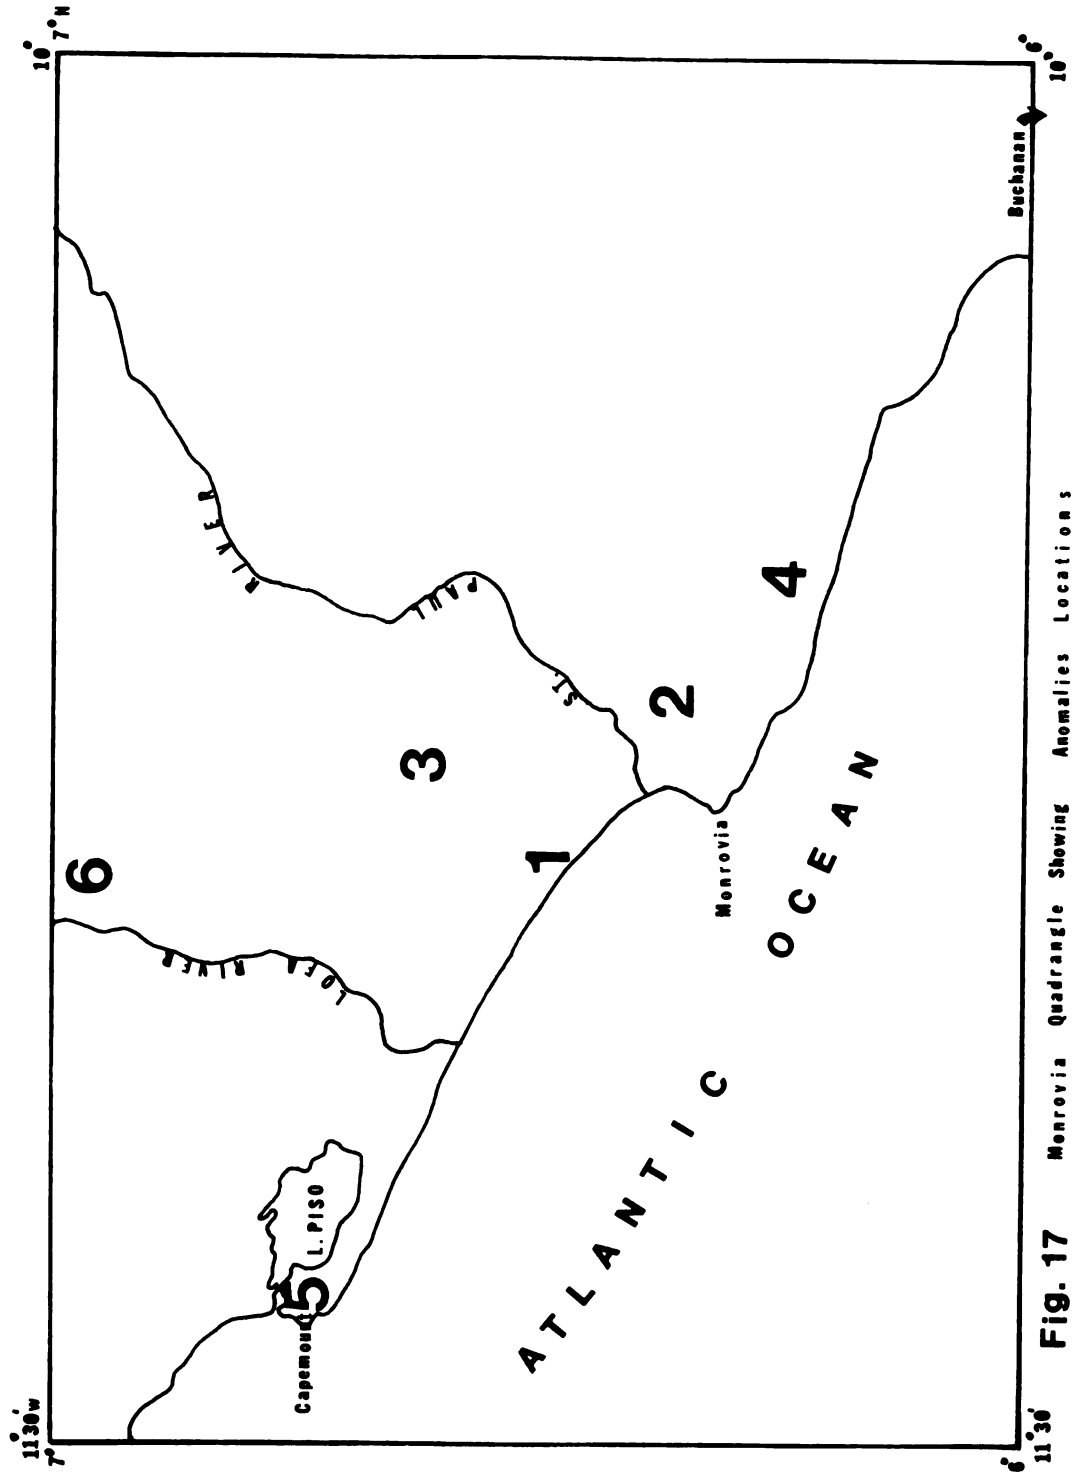 11°30'W
10°
7°N
7°
6
RIVER
LOFA RIVER
3
ST. PAUL
L. PISO
5
Capemount
1
2
Monrovia
4
ATLANTIC OCEAN
Buchanan
6°
11°30'
10°
6°
Fig. 17 Monrovia Quadrangle Showing Anomalies Locations